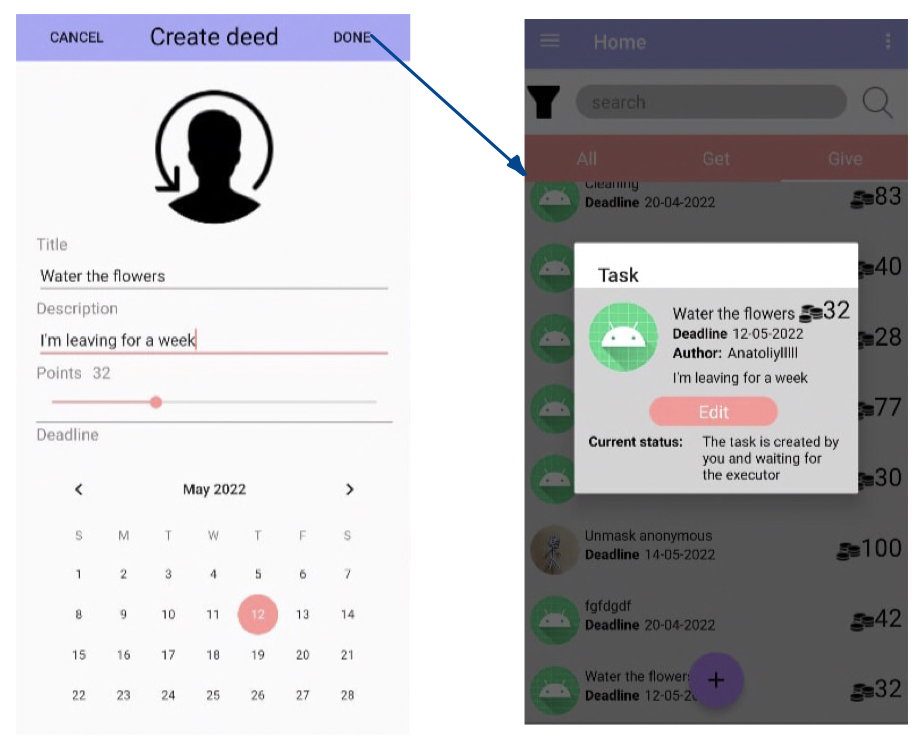 CANCEL Create deed DONE
Title
Water the flowers
Description
I'm leaving for a week
Points 32
Deadline
May 2022
S M T W T F S
1 2 3 4 5 6 7
8 9 10 11 12 13 14
15 16 17 18 19 20 21
22 23 24 25 26 27 28
Home
search
All Get Give
Cleaning
Deadline 20-04-2022
83
40
28
77
30
Task
Water the flowers 32
Deadline 12-05-2022
Author: Anatoliylllll
I'm leaving for a week
Edit
Current status: The task is created by
you and waiting for
the executor
Unmask anonymous
Deadline 14-05-2022
100
fgfdgdf
Deadline 20-04-2022
42
Water the flowers
Deadline 12-05-2
+
32